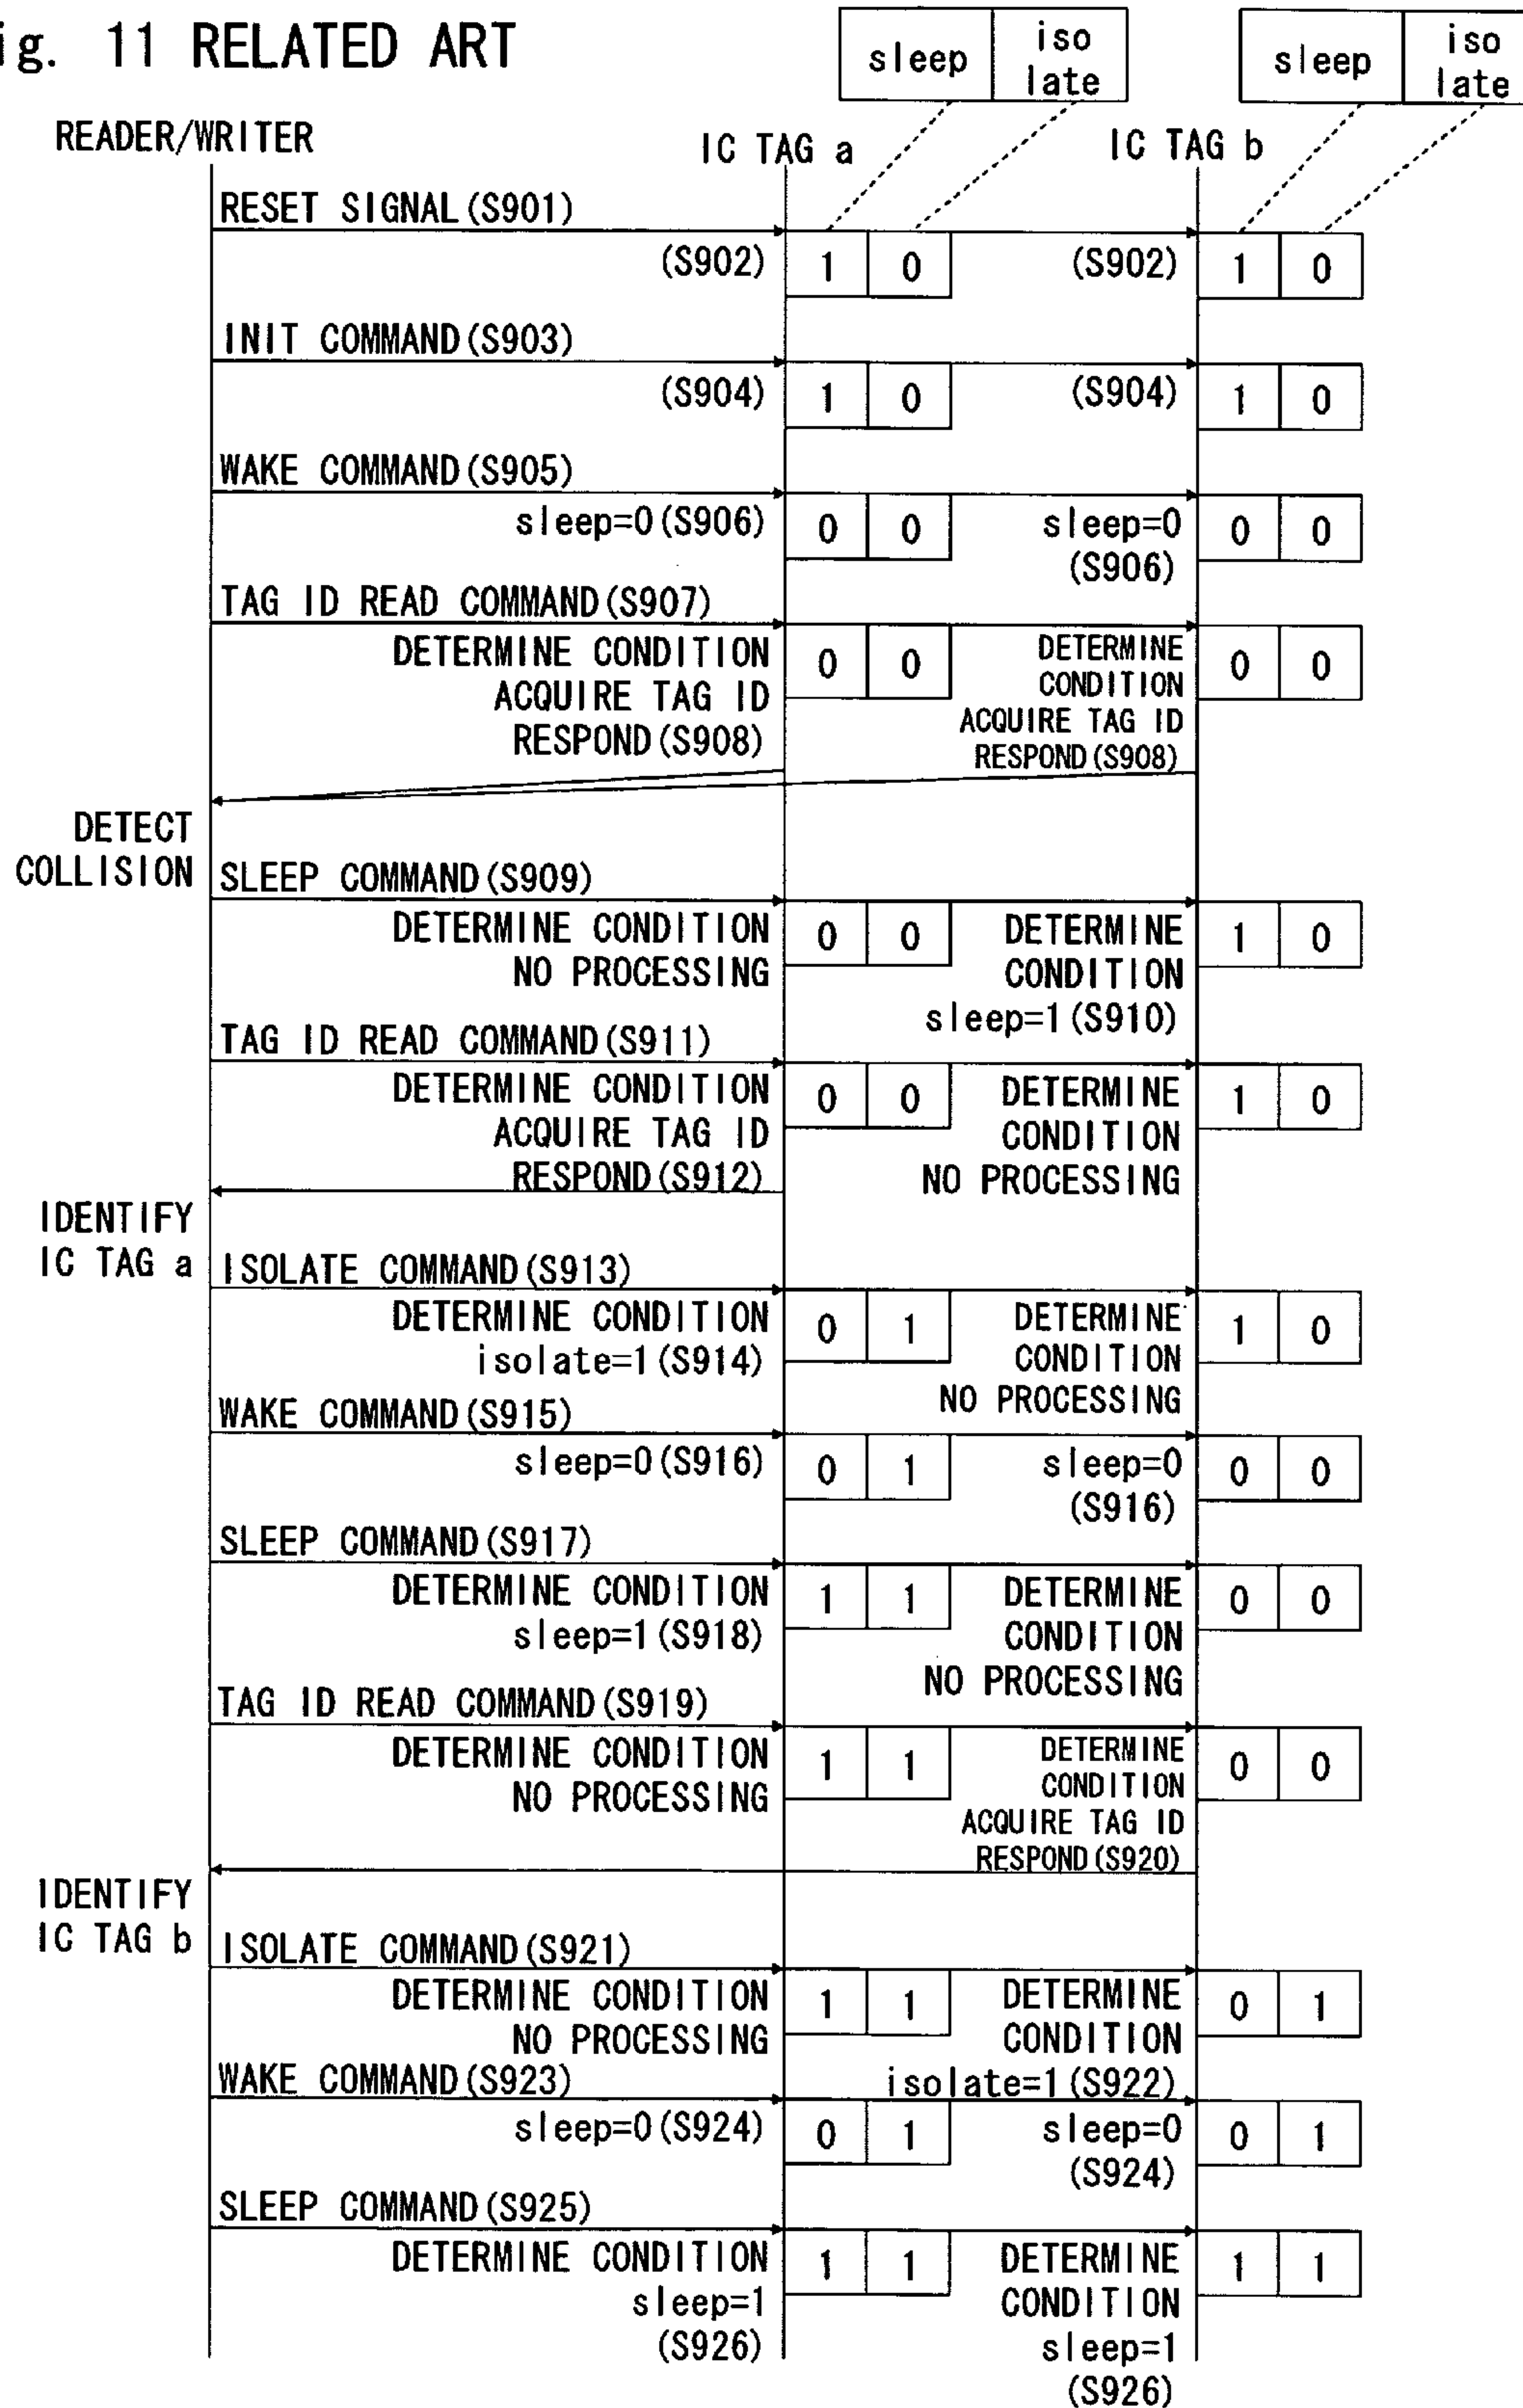 ig. 11 RELATED ART
sleep
iso
late
sleep
iso
late
READER/WRITER
IC TAG a
IC TAG b
RESET SIGNAL(S901)
(S902) 1 0 (S902) 1 0
INIT COMMAND(S903)
(S904) 1 0 (S904) 1 0
WAKE COMMAND(S905)
sleep=0(S906) 0 0 sleep=0 0 0
(S906)
TAG ID READ COMMAND(S907)
DETERMINE CONDITION 0 0 DETERMINE 0 0
CONDITION
ACQUIRE TAG ID ACQUIRE TAG ID
RESPOND(S908) RESPOND(S908)
DETECT
COLLISION
SLEEP COMMAND(S909)
DETERMINE CONDITION 0 0 DETERMINE 1 0
NO PROCESSING CONDITION
sleep=1(S910)
TAG ID READ COMMAND(S911)
DETERMINE CONDITION 0 0 DETERMINE 1 0
ACQUIRE TAG ID CONDITION
RESPOND(S912) NO PROCESSING
IDENTIFY
IC TAG a
ISOLATE COMMAND(S913)
DETERMINE CONDITION 0 1 DETERMINE 1 0
isolate=1(S914) CONDITION
NO PROCESSING
WAKE COMMAND(S915)
sleep=0(S916) 0 1 sleep=0 0 0
(S916)
SLEEP COMMAND(S917)
DETERMINE CONDITION 1 1 DETERMINE 0 0
sleep=1(S918) CONDITION
NO PROCESSING
TAG ID READ COMMAND(S919)
DETERMINE CONDITION 1 1 DETERMINE 0 0
NO PROCESSING CONDITION
ACQUIRE TAG ID
RESPOND(S920)
IDENTIFY
IC TAG b
ISOLATE COMMAND(S921)
DETERMINE CONDITION 1 1 DETERMINE 0 1
NO PROCESSING CONDITION
isolate=1(S922)
WAKE COMMAND(S923)
sleep=0(S924) 0 1 sleep=0 0 1
(S924)
SLEEP COMMAND(S925)
DETERMINE CONDITION 1 1 DETERMINE 1 1
sleep=1 CONDITION
(S926) sleep=1
(S926)